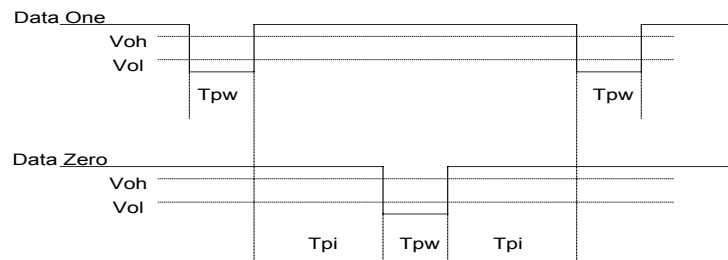 Data One
Voh
Vol
Tpw Tpw
Data Zero
Voh
Vol
Tpi Tpw Tpi